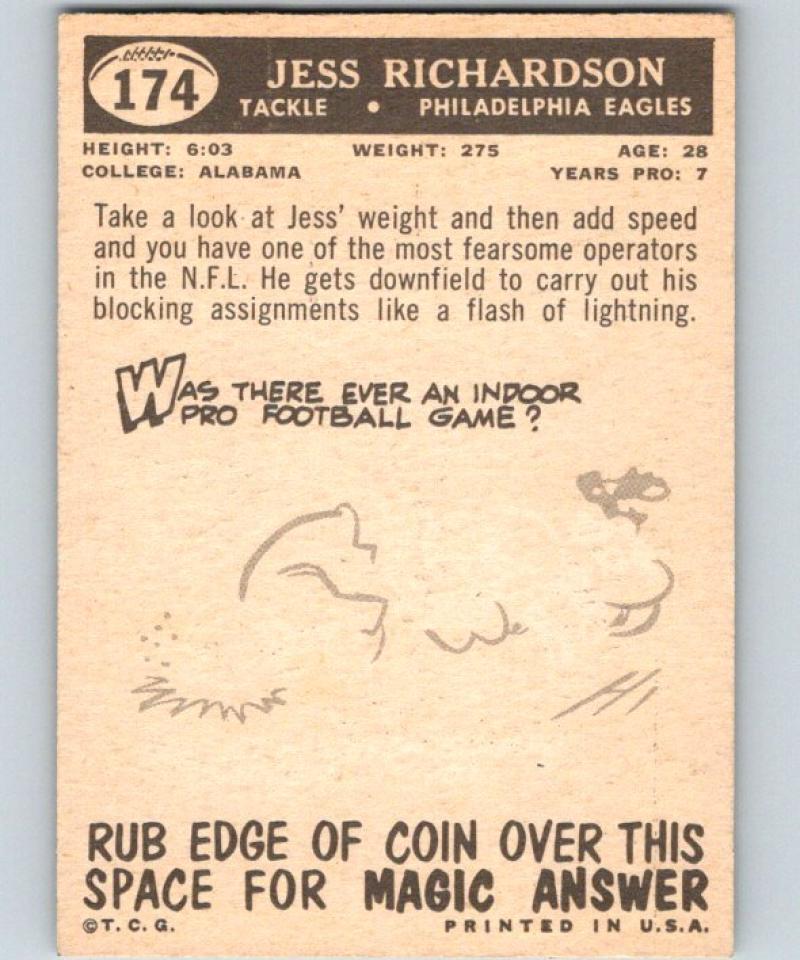 174
JESS RICHARDSON
TACKLE • PHILADELPHIA EAGLES
HEIGHT: 6:03 WEIGHT: 275 AGE: 28
COLLEGE: ALABAMA YEARS PRO: 7
Take a look at Jess' weight and then add speed
and you have one of the most fearsome operators
in the N.F.L. He gets downfield to carry out his
blocking assignments like a flash of lightning.
WAS THERE EVER AN INDOOR
PRO FOOTBALL GAME?
RUB EDGE OF COIN OVER THIS
SPACE FOR MAGIC ANSWER
©T.C.G. PRINTED IN U.S.A.